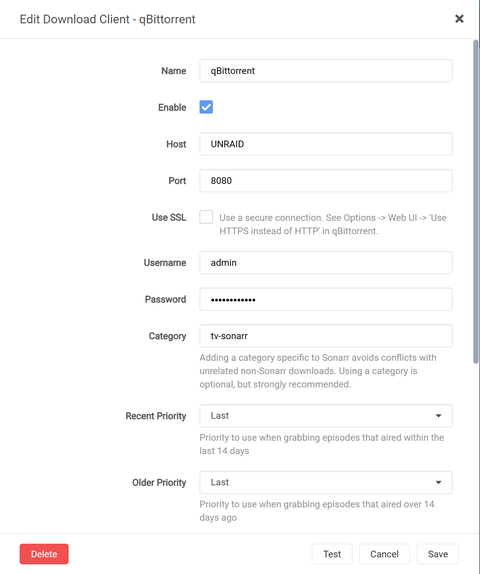 Edit Download Client - qBittorrent
Name
qBittorrent
Enable
Host
UNRAID
Port
8080
Use SSL
Use a secure connection. See Options -> Web UI -> 'Use
HTTPS instead of HTTP' in qBittorrent.
Username
admin
Password
••••••••••••
Category
tv-sonarr
Adding a category specific to Sonarr avoids conflicts with
unrelated non-Sonarr downloads. Using a category is
optional, but strongly recommended.
Recent Priority
Last
Priority to use when grabbing episodes that aired within the
last 14 days
Older Priority
Last
Priority to use when grabbing episodes that aired over 14
days ago
Delete
Test
Cancel
Save